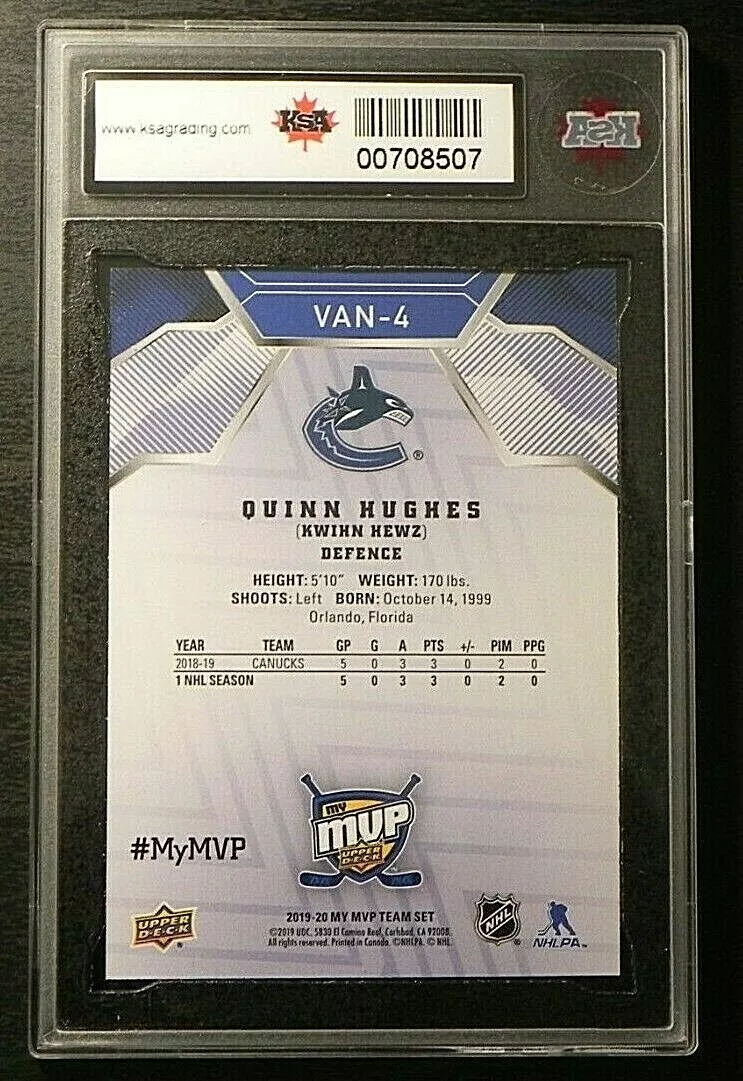 www.ksagrading.com
KSA
00708507
KSA
VAN-4
®
QUINN HUGHES
(KWIHN HEWZ)
DEFENCE
HEIGHT: 5'10" WEIGHT: 170 lbs.
SHOOTS: Left BORN: October 14, 1999
Orlando, Florida
YEAR TEAM GP G A PTS +/- PIM PPG
2018-19 CANUCKS 5 0 3 3 0 2 0
1 NHL SEASON 5 0 3 3 0 2 0
MY
MVP
UPPER
D·E·C·K
#MyMVP
UPPER
D·E·C·K
2019-20 MY MVP TEAM SET
©2019 UDC, 5830 El Camino Real, Carlsbad, CA 92008.
All rights reserved. Printed in Canada. ©NHLPA. © NHL.
NHL
NHLPA™